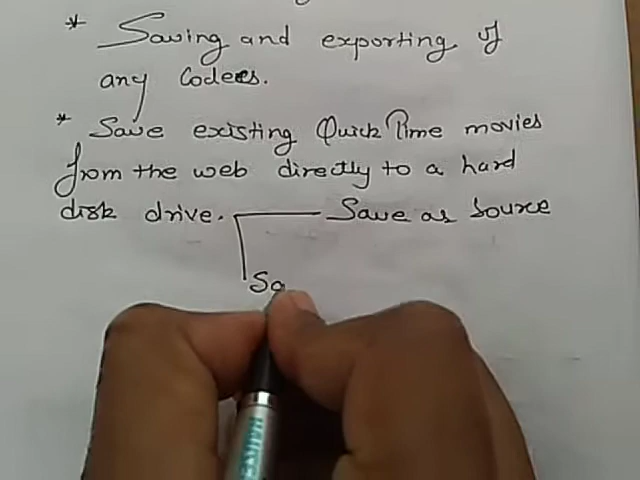 * Saving and exporting of
any Codecs.
* Save existing QuickTime movies
from the web directly to a hard
disk drive. Save as Source
Sa